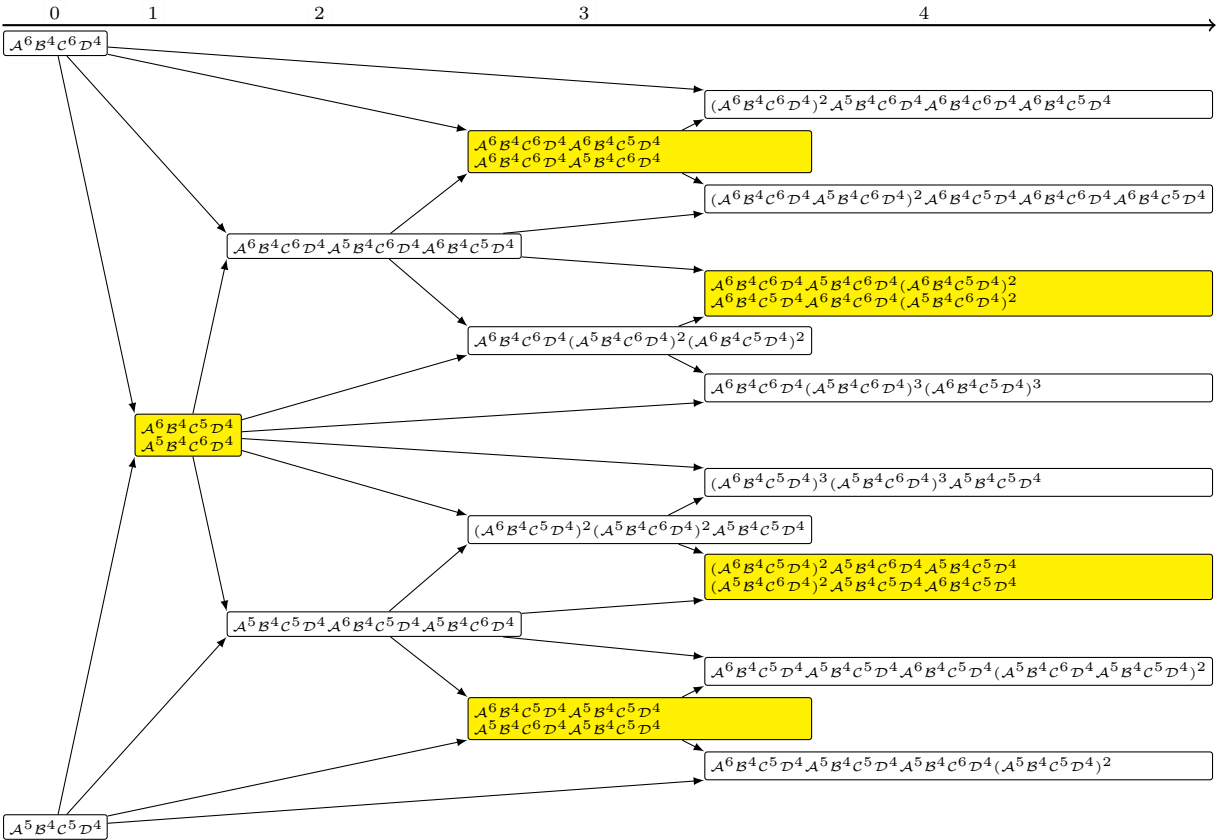 0 1 2 3 4
𝒜⁶ℬ⁴𝒞⁶𝒟⁴
(𝒜⁶ℬ⁴𝒞⁶𝒟⁴)²𝒜⁵ℬ⁴𝒞⁶𝒟⁴𝒜⁶ℬ⁴𝒞⁶𝒟⁴𝒜⁶ℬ⁴𝒞⁵𝒟⁴
𝒜⁶ℬ⁴𝒞⁶𝒟⁴𝒜⁶ℬ⁴𝒞⁵𝒟⁴
𝒜⁶ℬ⁴𝒞⁶𝒟⁴𝒜⁵ℬ⁴𝒞⁶𝒟⁴
(𝒜⁶ℬ⁴𝒞⁶𝒟⁴𝒜⁵ℬ⁴𝒞⁶𝒟⁴)²𝒜⁶ℬ⁴𝒞⁵𝒟⁴𝒜⁶ℬ⁴𝒞⁶𝒟⁴𝒜⁶ℬ⁴𝒞⁵𝒟⁴
𝒜⁶ℬ⁴𝒞⁶𝒟⁴𝒜⁵ℬ⁴𝒞⁶𝒟⁴𝒜⁶ℬ⁴𝒞⁵𝒟⁴
𝒜⁶ℬ⁴𝒞⁶𝒟⁴𝒜⁵ℬ⁴𝒞⁶𝒟⁴(𝒜⁶ℬ⁴𝒞⁵𝒟⁴)²
𝒜⁶ℬ⁴𝒞⁵𝒟⁴𝒜⁶ℬ⁴𝒞⁶𝒟⁴(𝒜⁵ℬ⁴𝒞⁶𝒟⁴)²
𝒜⁶ℬ⁴𝒞⁶𝒟⁴(𝒜⁵ℬ⁴𝒞⁶𝒟⁴)²(𝒜⁶ℬ⁴𝒞⁵𝒟⁴)²
𝒜⁶ℬ⁴𝒞⁶𝒟⁴(𝒜⁵ℬ⁴𝒞⁶𝒟⁴)³(𝒜⁶ℬ⁴𝒞⁵𝒟⁴)³
𝒜⁶ℬ⁴𝒞⁵𝒟⁴
𝒜⁵ℬ⁴𝒞⁶𝒟⁴
(𝒜⁶ℬ⁴𝒞⁵𝒟⁴)³(𝒜⁵ℬ⁴𝒞⁶𝒟⁴)³𝒜⁵ℬ⁴𝒞⁵𝒟⁴
(𝒜⁶ℬ⁴𝒞⁵𝒟⁴)²(𝒜⁵ℬ⁴𝒞⁶𝒟⁴)²𝒜⁵ℬ⁴𝒞⁵𝒟⁴
(𝒜⁶ℬ⁴𝒞⁵𝒟⁴)²𝒜⁵ℬ⁴𝒞⁶𝒟⁴𝒜⁵ℬ⁴𝒞⁵𝒟⁴
(𝒜⁵ℬ⁴𝒞⁶𝒟⁴)²𝒜⁵ℬ⁴𝒞⁵𝒟⁴𝒜⁶ℬ⁴𝒞⁵𝒟⁴
𝒜⁵ℬ⁴𝒞⁵𝒟⁴𝒜⁶ℬ⁴𝒞⁵𝒟⁴𝒜⁵ℬ⁴𝒞⁶𝒟⁴
𝒜⁶ℬ⁴𝒞⁵𝒟⁴𝒜⁵ℬ⁴𝒞⁵𝒟⁴𝒜⁶ℬ⁴𝒞⁵𝒟⁴(𝒜⁵ℬ⁴𝒞⁶𝒟⁴𝒜⁵ℬ⁴𝒞⁵𝒟⁴)²
𝒜⁶ℬ⁴𝒞⁵𝒟⁴𝒜⁵ℬ⁴𝒞⁵𝒟⁴
𝒜⁵ℬ⁴𝒞⁶𝒟⁴𝒜⁵ℬ⁴𝒞⁵𝒟⁴
𝒜⁶ℬ⁴𝒞⁵𝒟⁴𝒜⁵ℬ⁴𝒞⁵𝒟⁴𝒜⁵ℬ⁴𝒞⁶𝒟⁴(𝒜⁵ℬ⁴𝒞⁵𝒟⁴)²
𝒜⁵ℬ⁴𝒞⁵𝒟⁴